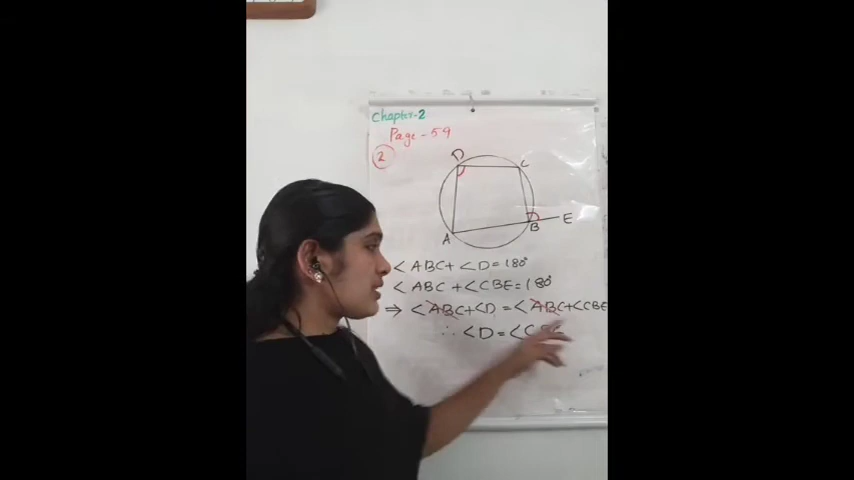 Chapter-2
Page-59
2
D
C
A
B
E
<ABC+<D=180°
<ABC+<CBE=180°
⇒ <ABC+<D=<ABC+<CBE
∴ <D=<CBE